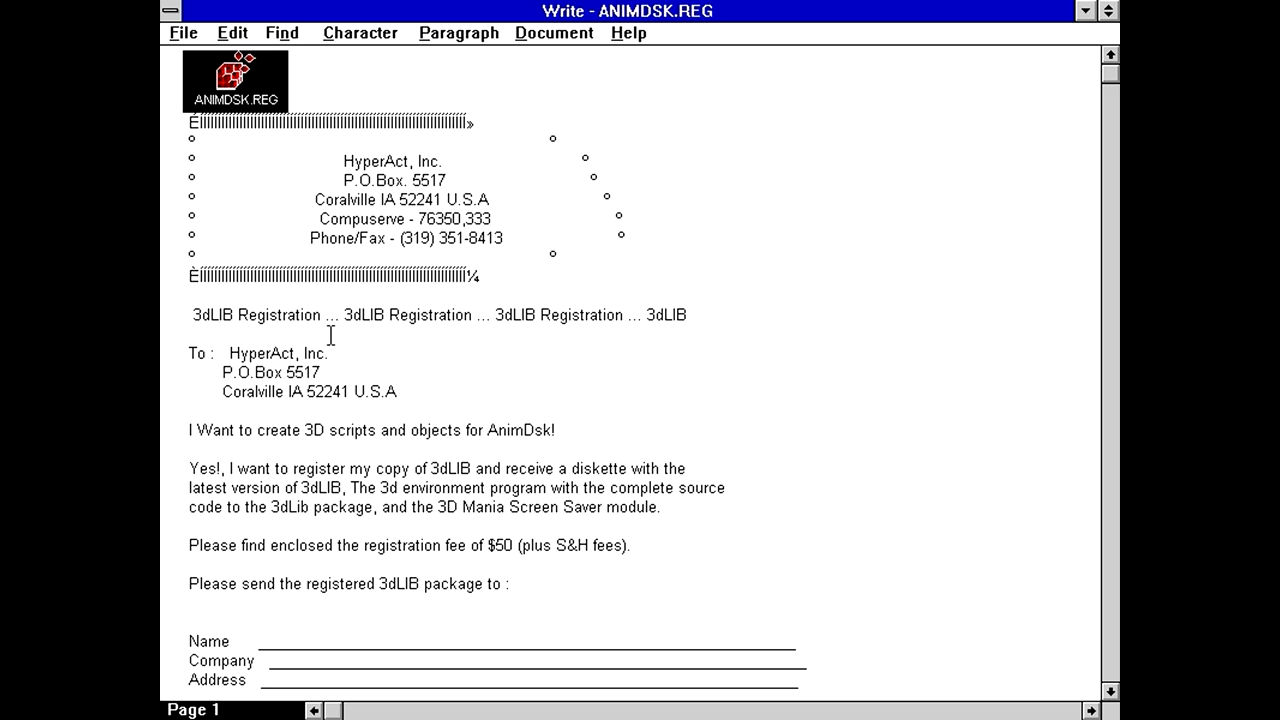 Write - ANIMDSK.REG
File Edit Find Character Paragraph Document Help
ANIMDSK.REG
HyperAct, Inc.
P.O.Box. 5517
Coralville IA 52241 U.S.A
Compuserve - 76350,333
Phone/Fax - (319) 351-8413
3dLIB Registration ... 3dLIB Registration ... 3dLIB Registration ... 3dLIB
To : HyperAct, Inc.
P.O.Box 5517
Coralville IA 52241 U.S.A
I Want to create 3D scripts and objects for AnimDsk!
Yes!, I want to register my copy of 3dLIB and receive a diskette with the
latest version of 3dLIB, The 3d environment program with the complete source
code to the 3dLib package, and the 3D Mania Screen Saver module.
Please find enclosed the registration fee of $50 (plus S&H fees).
Please send the registered 3dLIB package to :
Name
Company
Address
Page 1